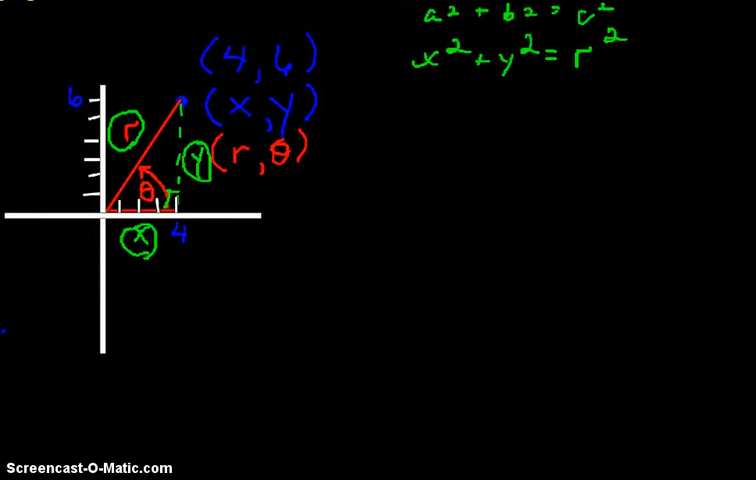 a² + b² = c²
x² + y² = r²
(4, 6)
6
(x, y)
r
y
(r, θ)
θ
x
4
Screencast-O-Matic.com